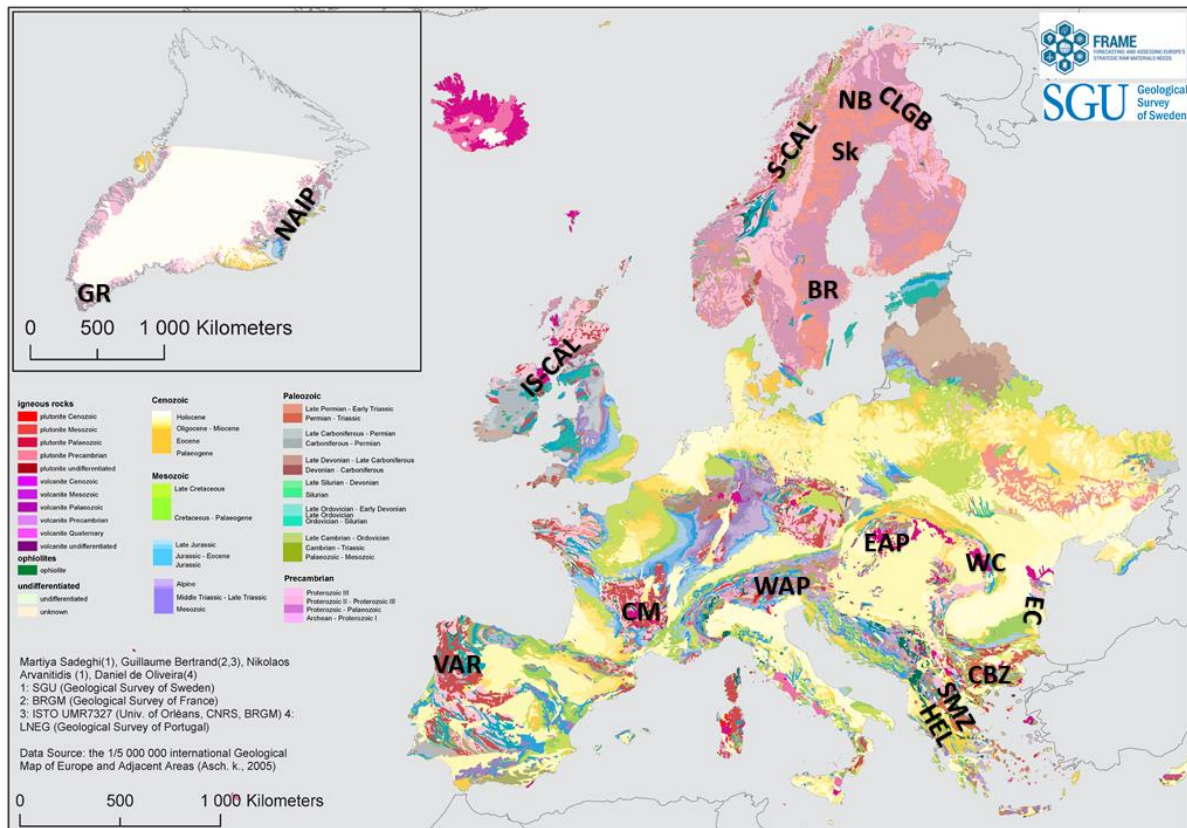 FRAME
FORECASTING AND ASSESSING EUROPE'S
STRATEGIC RAW MATERIALS NEEDS
SGU
Geological
Survey
of Sweden
NAIP
GR
0 500 1 000 Kilometers
NB
CLGB
S-CAL
Sk
BR
IS-CAL
EAP
WC
WAP
EC
CM
VAR
CBZ
SMZ
HEL
igneous rocks
plutonite Cenozoic
plutonite Mesozoic
plutonite Palaeozoic
plutonite Precambrian
plutonite undifferentiated
volcanite Cenozoic
volcanite Mesozoic
volcanite Palaeozoic
volcanite Precambrian
volcanite Quaternary
volcanite undifferentiated
ophiolites
ophiolite
undifferentiated
undifferentiated
unknown
Cenozoic
Holocene
Oligocene - Miocene
Eocene
Palaeogene
Mesozoic
Late Cretaceous
Cretaceous - Palaeogene
Late Jurassic
Jurassic - Eocene
Jurassic
Alpine
Middle Triassic - Late Triassic
Mesozoic
Paleozoic
Late Permian - Early Triassic
Permian - Triassic
Late Carboniferous - Permian
Carboniferous - Permian
Late Devonian - Late Carboniferous
Devonian - Carboniferous
Late Silurian - Devonian
Silurian
Late Ordovician - Early Devonian
Late Ordovician
Ordovician - Silurian
Late Cambrian - Ordovician
Cambrian - Triassic
Palaeozoic - Mesozoic
Precambrian
Proterozoic III
Proterozoic II - Proterozoic III
Proterozoic - Palaeozoic
Archean - Proterozoic I
Martiya Sadeghi(1), Guillaume Bertrand(2,3), Nikolaos
Arvanitidis (1), Daniel de Oliveira(4)
1: SGU (Geological Survey of Sweden)
2: BRGM (Geological Survey of France)
3: ISTO UMR7327 (Univ. of Orléans, CNRS, BRGM) 4:
LNEG (Geological Survey of Portugal)
Data Source: the 1/5 000 000 international Geological
Map of Europe and Adjacent Areas (Asch. k., 2005)
0 500 1 000 Kilometers